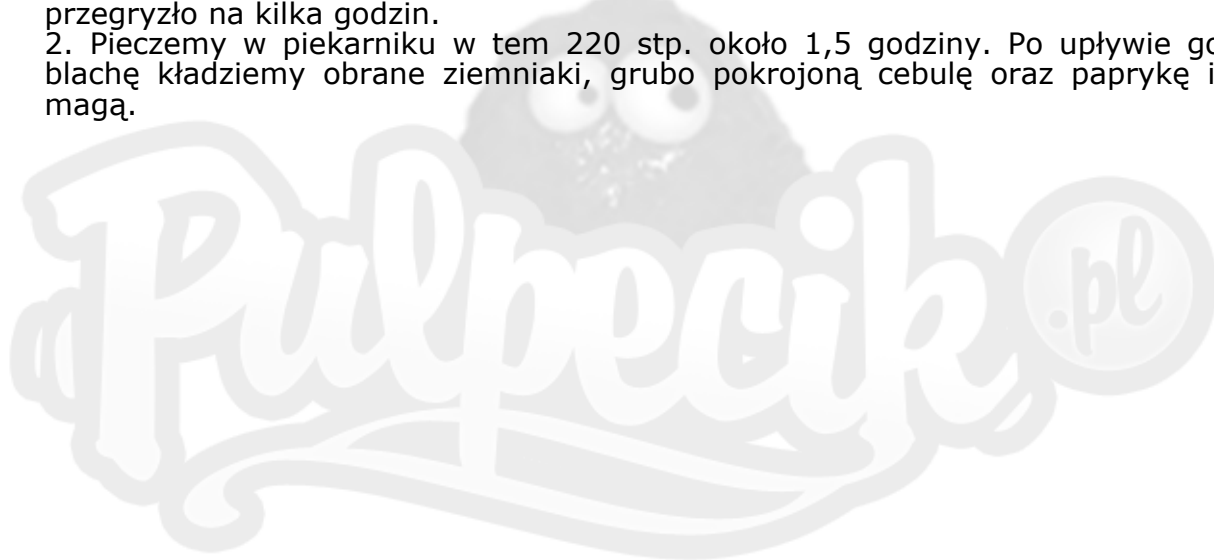 przegryzło na kilka godzin.
2. Pieczemy w piekarniku w tem 220 stp. około 1,5 godziny. Po upływie
blachę kładziemy obrane ziemniaki, grubo pokrojoną cebulę oraz paprykę
magą.
Pulpecik .pl